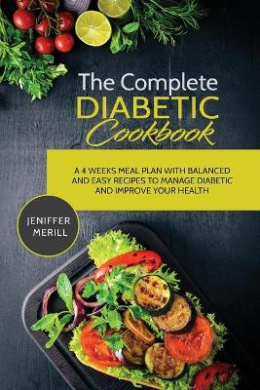 The Complete
DIABETIC
Cookbook
A 4 WEEKS MEAL PLAN WITH BALANCED
AND EASY RECIPES TO MANAGE DIABETIC
AND IMPROVE YOUR HEALTH
JENIFFER
MERILL